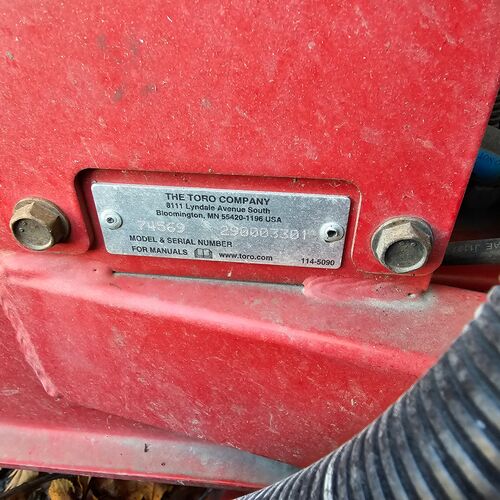 THE TORO COMPANY
8111 Lyndale Avenue South
Bloomington, MN 55420-1196 USA
74569 290003301
MODEL & SERIAL NUMBER
FOR MANUALS www.toro.com 114-5090